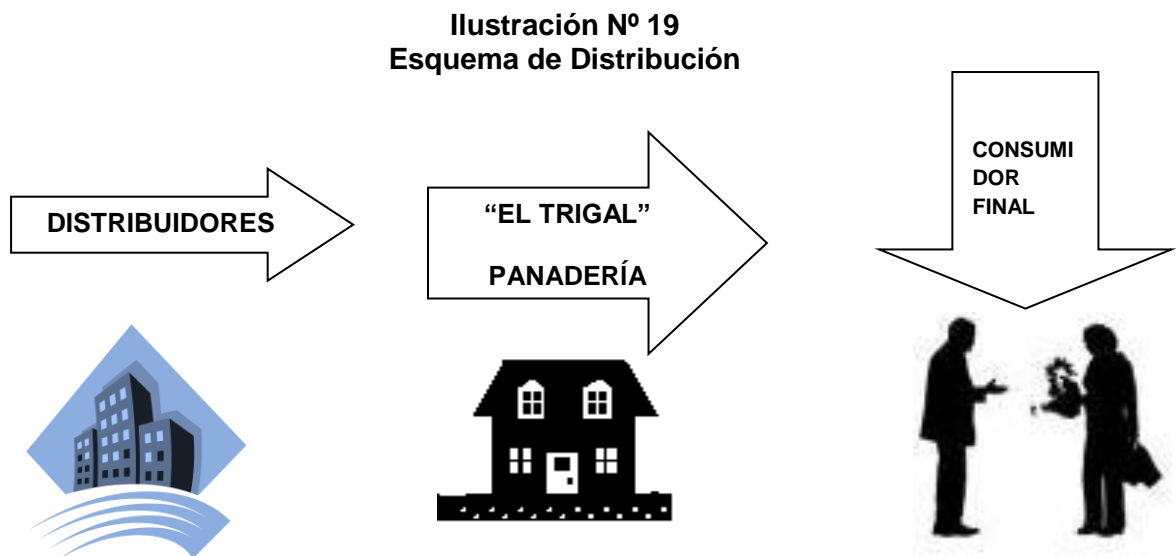 Ilustración Nº 19
Esquema de Distribución
DISTRIBUIDORES
“EL TRIGAL”
PANADERÍA
CONSUMI
DOR
FINAL